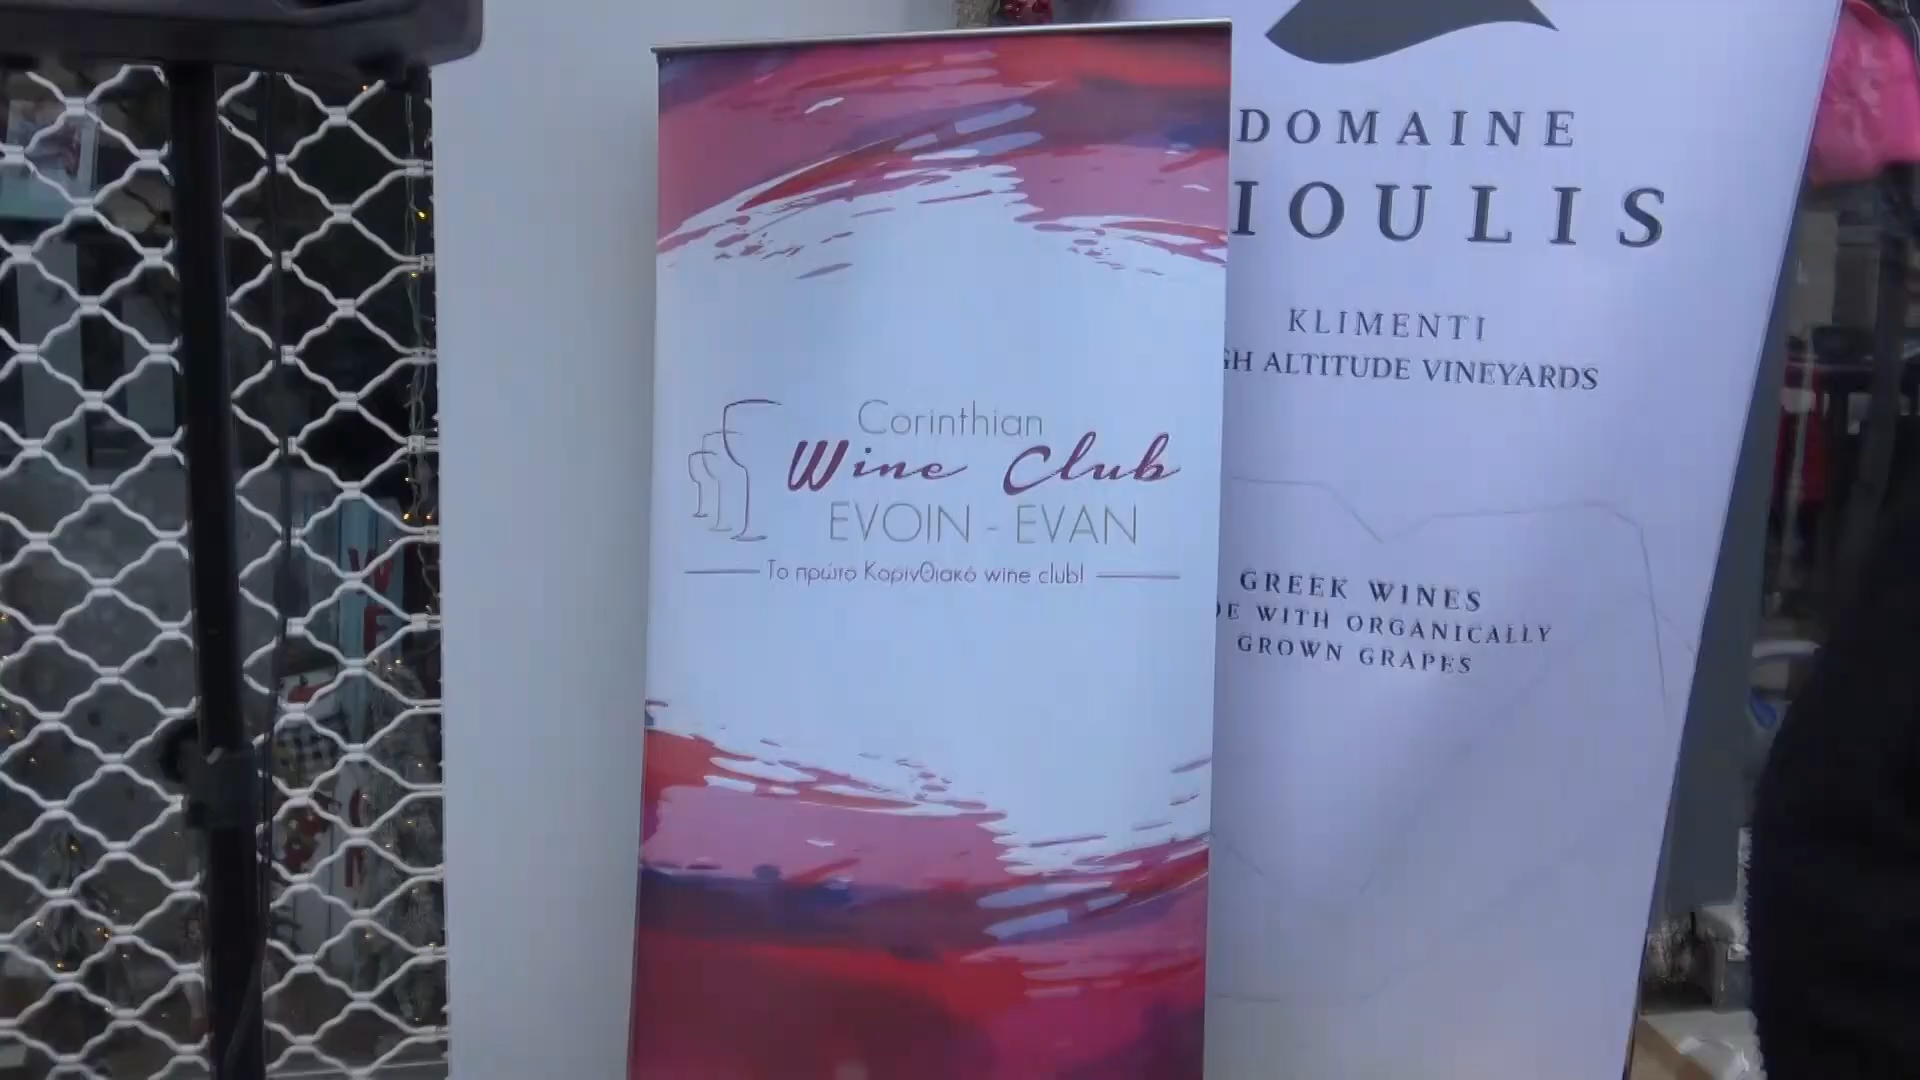 Corinthian
Wine Club
EVOIN - EVAN
Το πρώτο Κορινθιακό wine club!
DOMAINE
IOULIS
KLIMENTI
GH ALTITUDE VINEYARDS
GREEK WINES
DE WITH ORGANICALLY
GROWN GRAPES